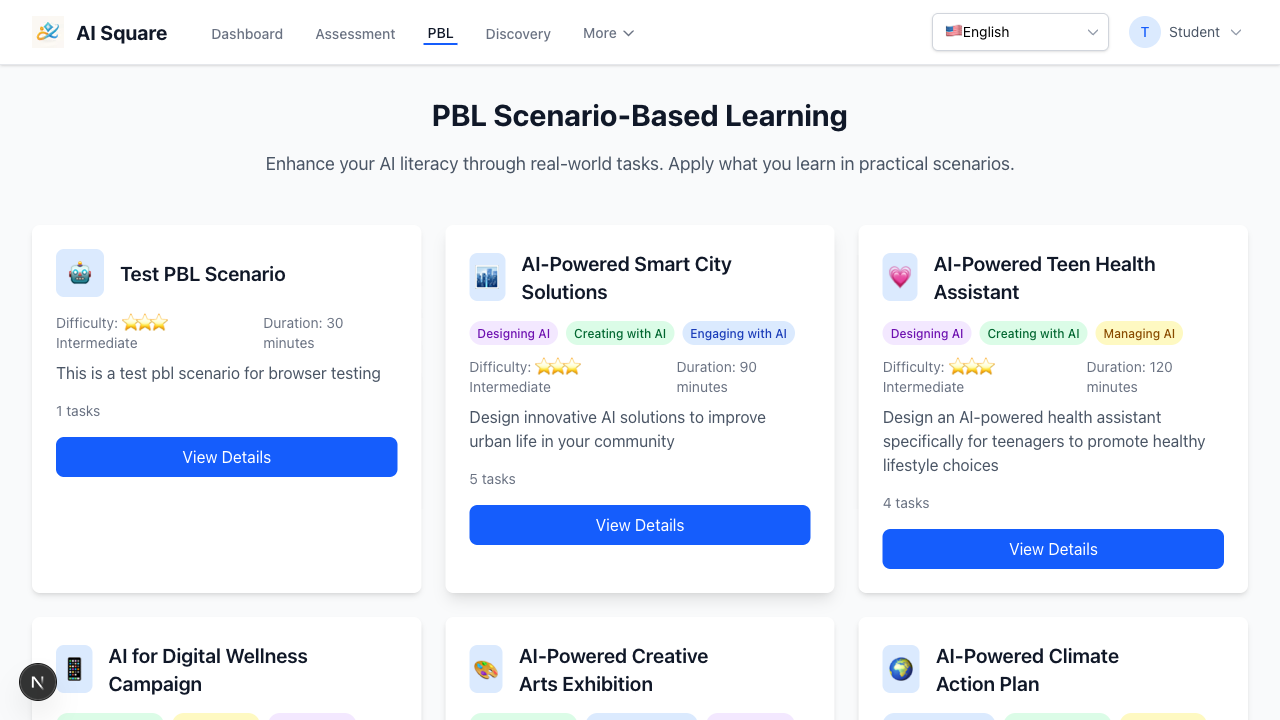 AI Square
Dashboard
Assessment
PBL
Discovery
More
English
T
Student
PBL Scenario-Based Learning
Enhance your AI literacy through real-world tasks. Apply what you learn in practical scenarios.
Test PBL Scenario
Difficulty: ⭐⭐⭐
Intermediate
Duration: 30
minutes
This is a test pbl scenario for browser testing
1 tasks
View Details
AI-Powered Smart City
Solutions
Designing AI
Creating with AI
Engaging with AI
Difficulty: ⭐⭐⭐
Intermediate
Duration: 90
minutes
Design innovative AI solutions to improve
urban life in your community
5 tasks
View Details
AI-Powered Teen Health
Assistant
Designing AI
Creating with AI
Managing AI
Difficulty: ⭐⭐⭐
Intermediate
Duration: 120
minutes
Design an AI-powered health assistant
specifically for teenagers to promote healthy
lifestyle choices
4 tasks
View Details
AI for Digital Wellness
Campaign
AI-Powered Creative
Arts Exhibition
AI-Powered Climate
Action Plan
N